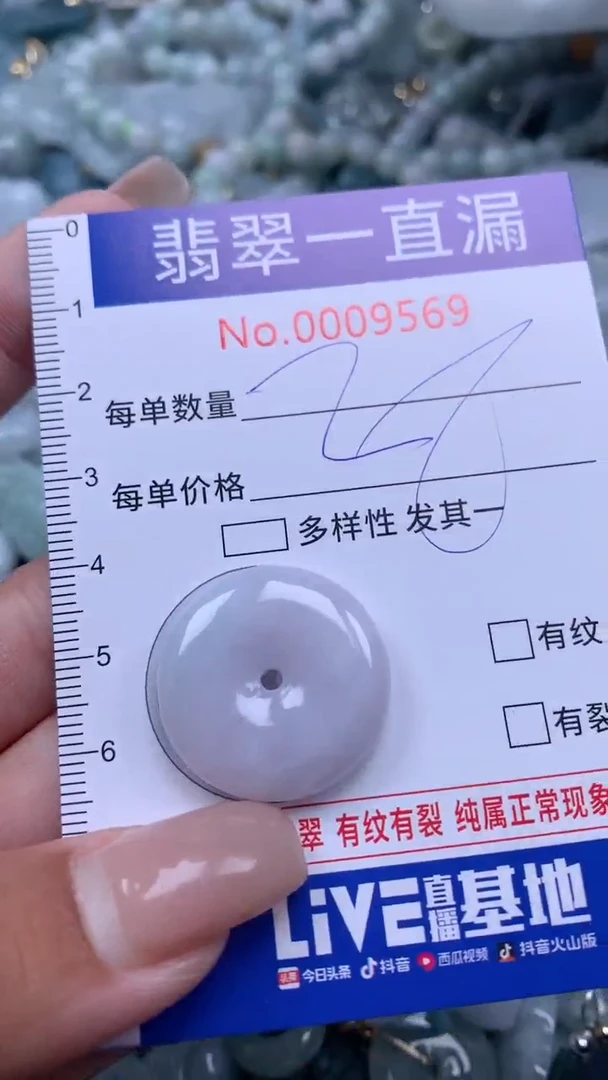 翡翠一直漏
No.0009569
每单数量
28
每单价格
多样性 发其一
有纹
有裂
翠 有纹有裂 纯属正常现象
LiVE直播基地
头条 今日头条 抖音 西瓜视频 抖音火山版
0
1
2
3
4
5
6